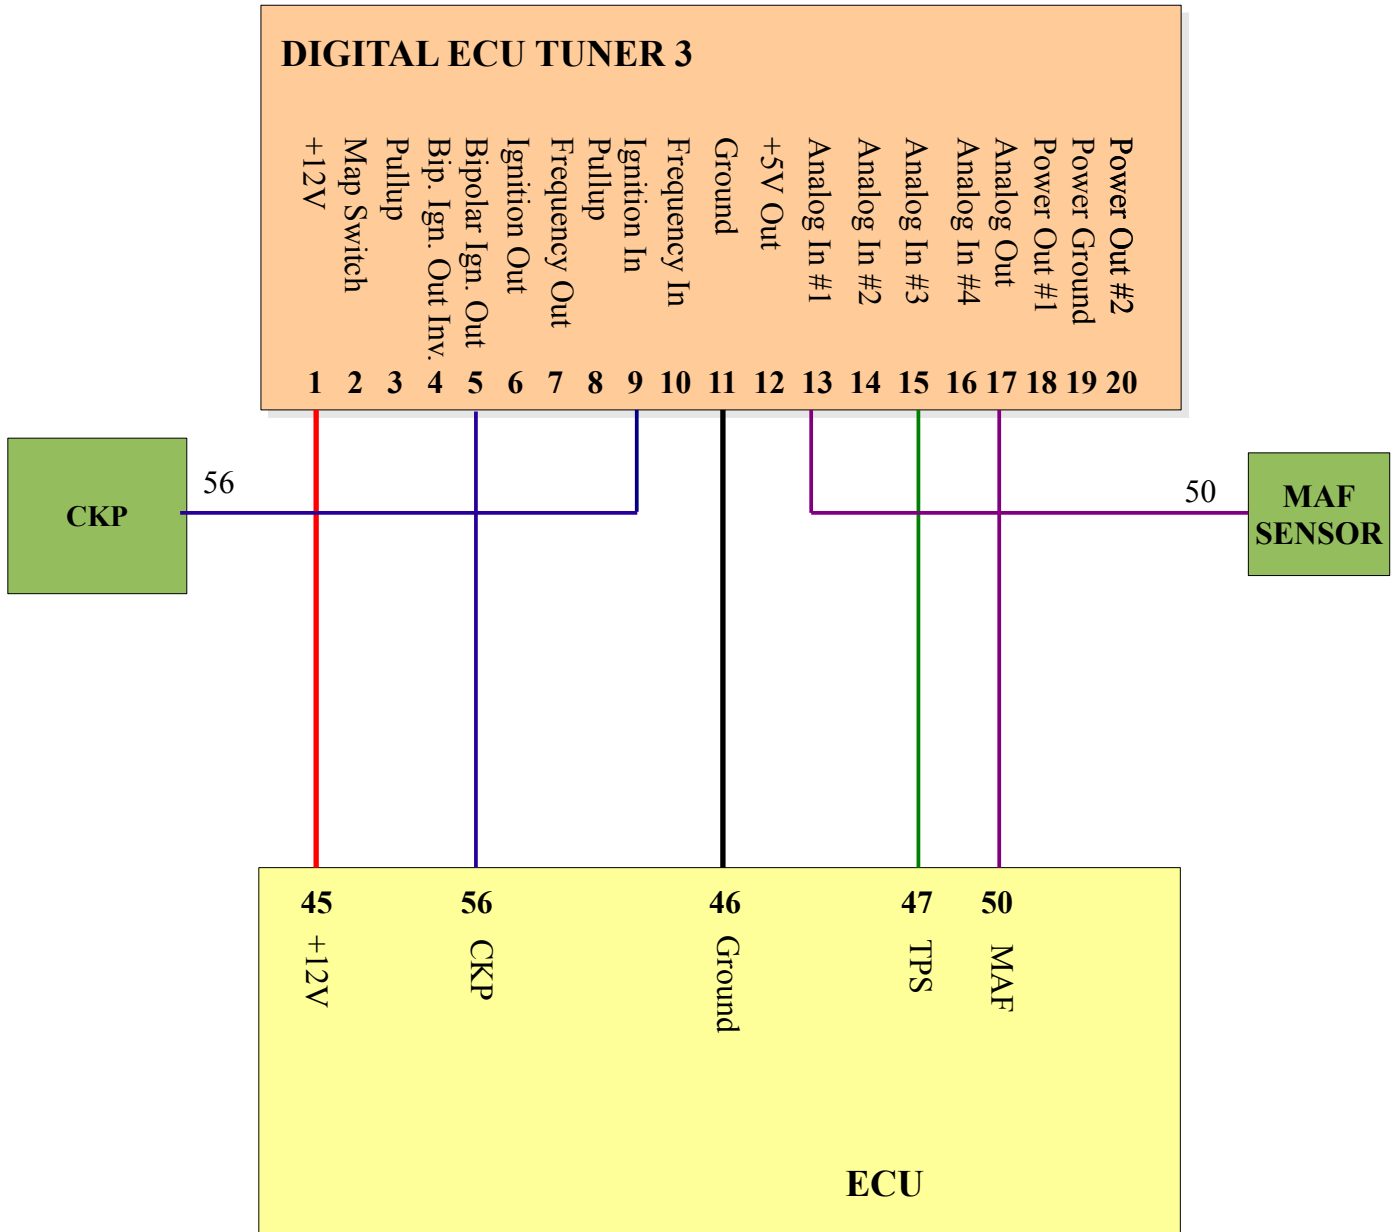 DIGITAL ECU TUNER 3
+12V
Map Switch
Pullup
Bip. Ign. Out Inv.
Bipolar Ign. Out
Ignition Out
Frequency Out
Pullup
Ignition In
Frequency In
Ground
+5V Out
Analog In #1
Analog In #2
Analog In #3
Analog In #4
Analog Out
Power Out #1
Power Ground
Power Out #2
1 2 3 4 5 6 7 8 9 10 11 12 13 14 15 16 17 18 19 20
CKP
56
50
MAF
SENSOR
45 56 46 47 50
+12V
CKP
Ground
TPS
MAF
ECU